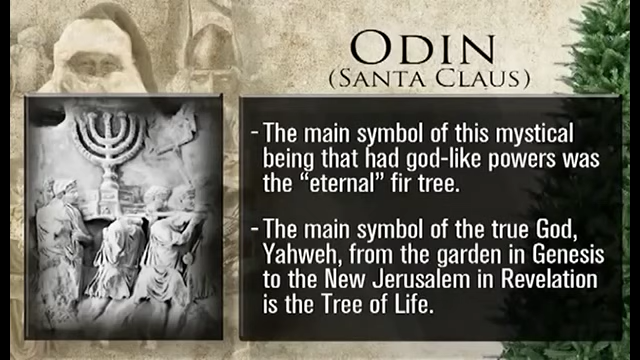 ODIN
(SANTA CLAUS)
- The main symbol of this mystical
being that had god-like powers was
the “eternal” fir tree.
- The main symbol of the true God,
Yahweh, from the garden in Genesis
to the New Jerusalem in Revelation
is the Tree of Life.